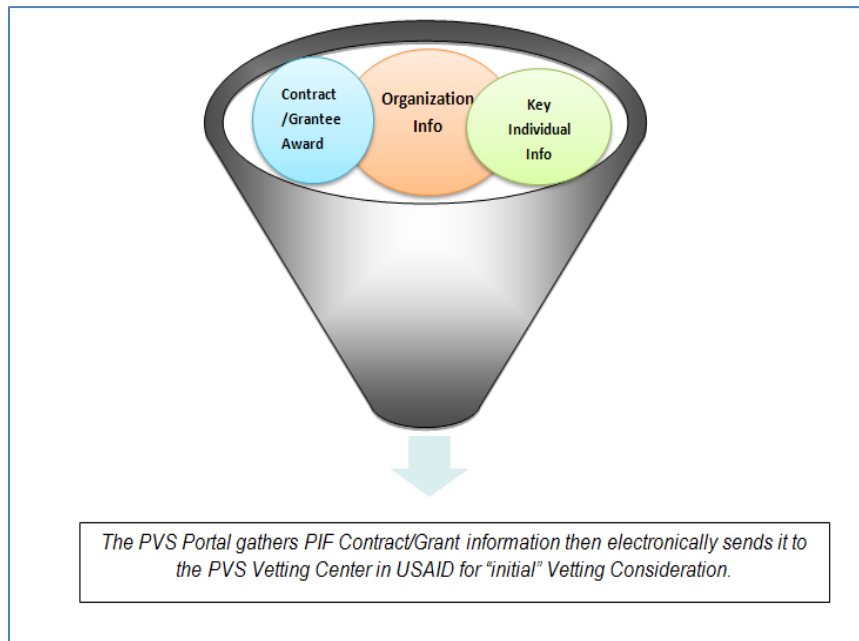 Contract
/Grantee
Award
Organization
Info
Key
Individual
Info
The PVS Portal gathers PIF Contract/Grant information then electronically sends it to
the PVS Vetting Center in USAID for “initial” Vetting Consideration.